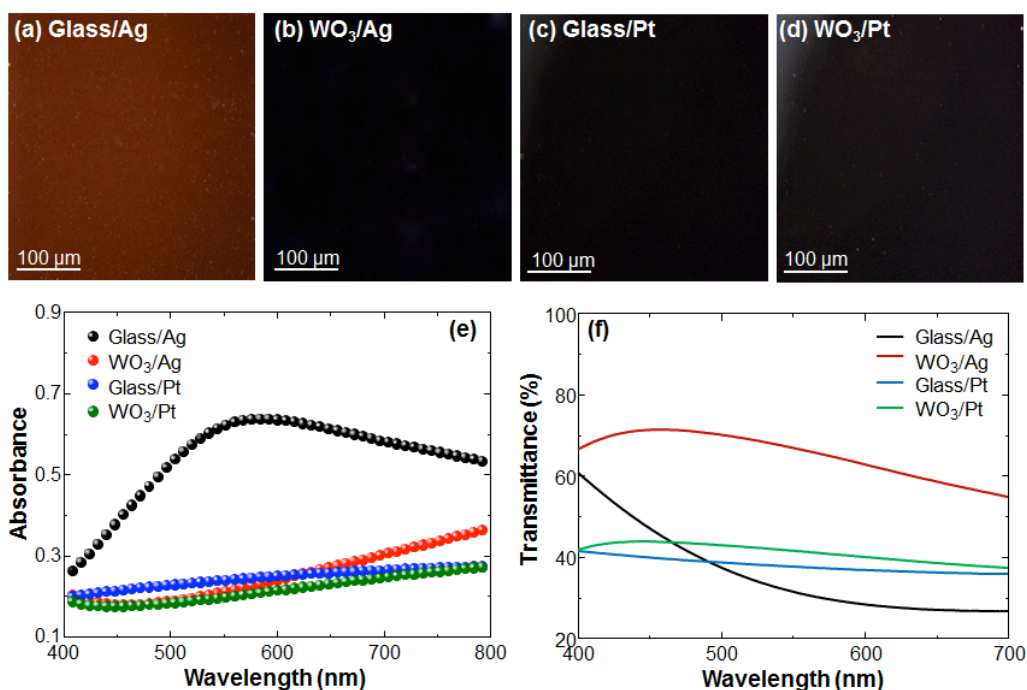 (a) Glass/Ag
(b) WO₃/Ag
(c) Glass/Pt
(d) WO₃/Pt
100 µm
100 µm
100 µm
100 µm
(e)
Absorbance
0.9
0.7
0.5
0.3
0.1
Glass/Ag
WO₃/Ag
Glass/Pt
WO₃/Pt
400
500
600
700
800
Wavelength (nm)
(f)
Transmittance (%)
100
80
60
40
20
Glass/Ag
WO₃/Ag
Glass/Pt
WO₃/Pt
400
500
600
700
Wavelength (nm)